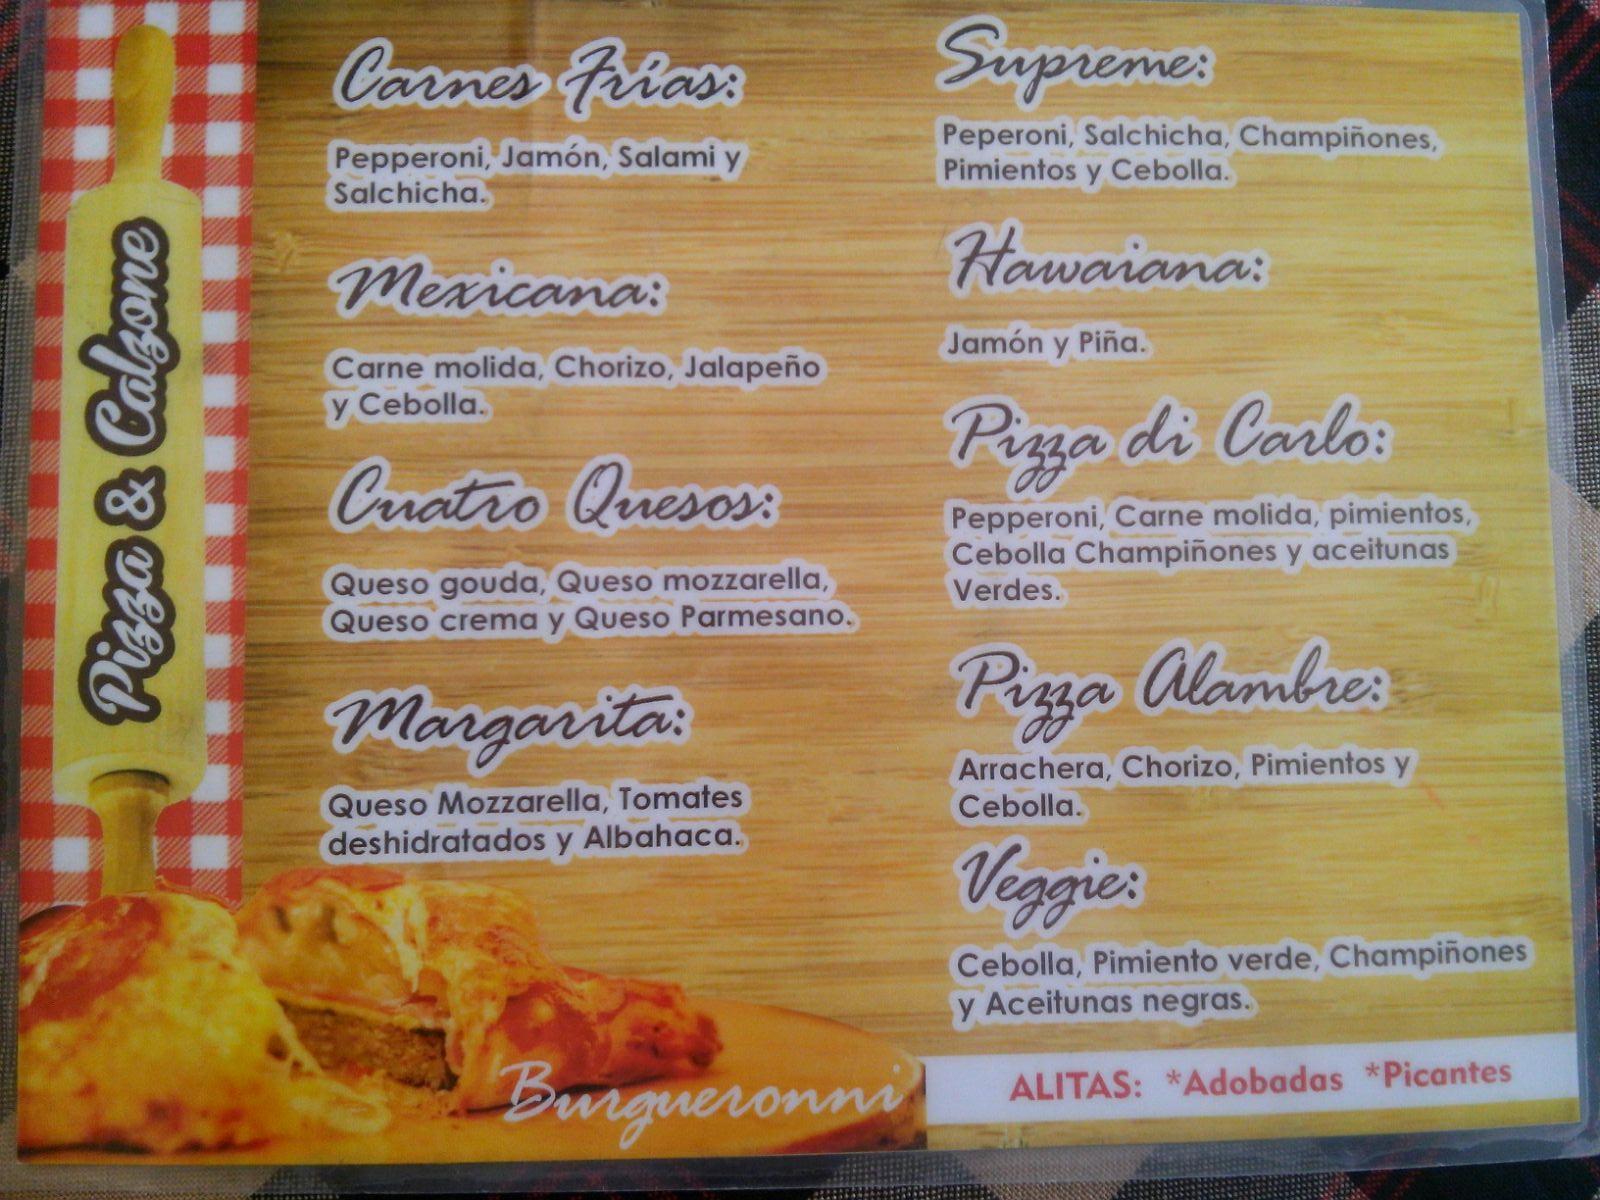 Pizza & Calzone
Carnes Frías:
Pepperoni, Jamón, Salami y
Salchicha.
Mexicana:
Carne molida, Chorizo, Jalapeño
y Cebolla.
Cuatro Quesos:
Queso gouda, Queso mozzarella,
Queso crema y Queso Parmesano.
Margarita:
Queso Mozzarella, Tomates
deshidratados y Albahaca.
Burgueronni
Supreme:
Peperoni, Salchicha, Champiñones,
Pimientos y Cebolla.
Hawaiana:
Jamón y Piña.
Pizza di Carlo:
Pepperoni, Carne molida, pimientos,
Cebolla Champiñones y aceitunas
Verdes.
Pizza Alambre:
Arrachera, Chorizo, Pimientos y
Cebolla.
Veggie:
Cebolla, Pimiento verde, Champiñones
y Aceitunas negras.
ALITAS: *Adobadas *Picantes